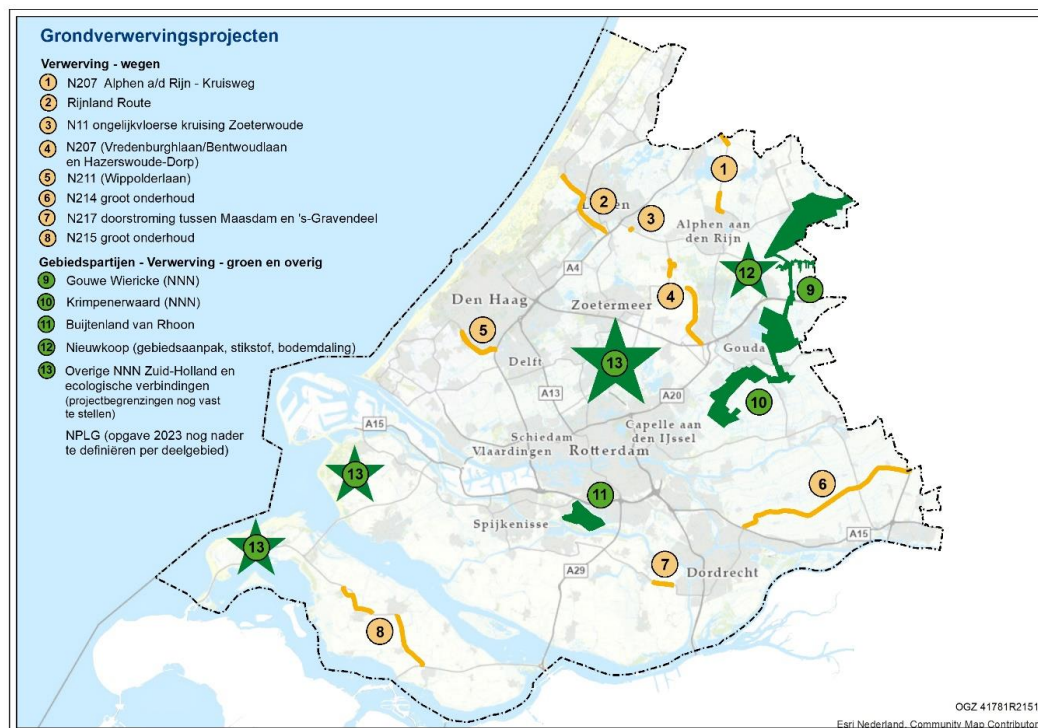 Grondverwervingsprojecten
Verwerving - wegen
1 N207 Alphen a/d Rijn - Kruisweg
2 Rijnland Route
3 N11 ongelijkvloerse kruising Zoeterwoude
4 N207 (Vredenburghlaan/Bentwoudlaan
en Hazerswoude-Dorp)
5 N211 (Wippolderlaan)
6 N214 groot onderhoud
7 N217 doorstroming tussen Maasdam en 's-Gravendeel
8 N215 groot onderhoud
Gebiedspartijen - Verwerving - groen en overig
9 Gouwe Wiericke (NNN)
10 Krimpenerwaard (NNN)
11 Buijtenland van Rhoon
12 Nieuwkoop (gebiedsaanpak, stikstof, bodemdaling)
13 Overige NNN Zuid-Holland en
ecologische verbindingen
(projectbegrenzingen nog vast
te stellen)
NPLG (opgave 2023 nog nader
te definiëren per deelgebied)
1
2
3
Alphen aan
den Rijn
A4
12
9
4
Den Haag
Zoetermeer
5
Gouda
Delft
13
A13
A20
10
A15
Capelle aan
den IJssel
Schiedam
Vlaardingen
Rotterdam
13
6
11
Spijkenisse
A15
13
A29
7
Dordrecht
8
OGZ 41781R2151
Esri Nederland, Community Map Contributor